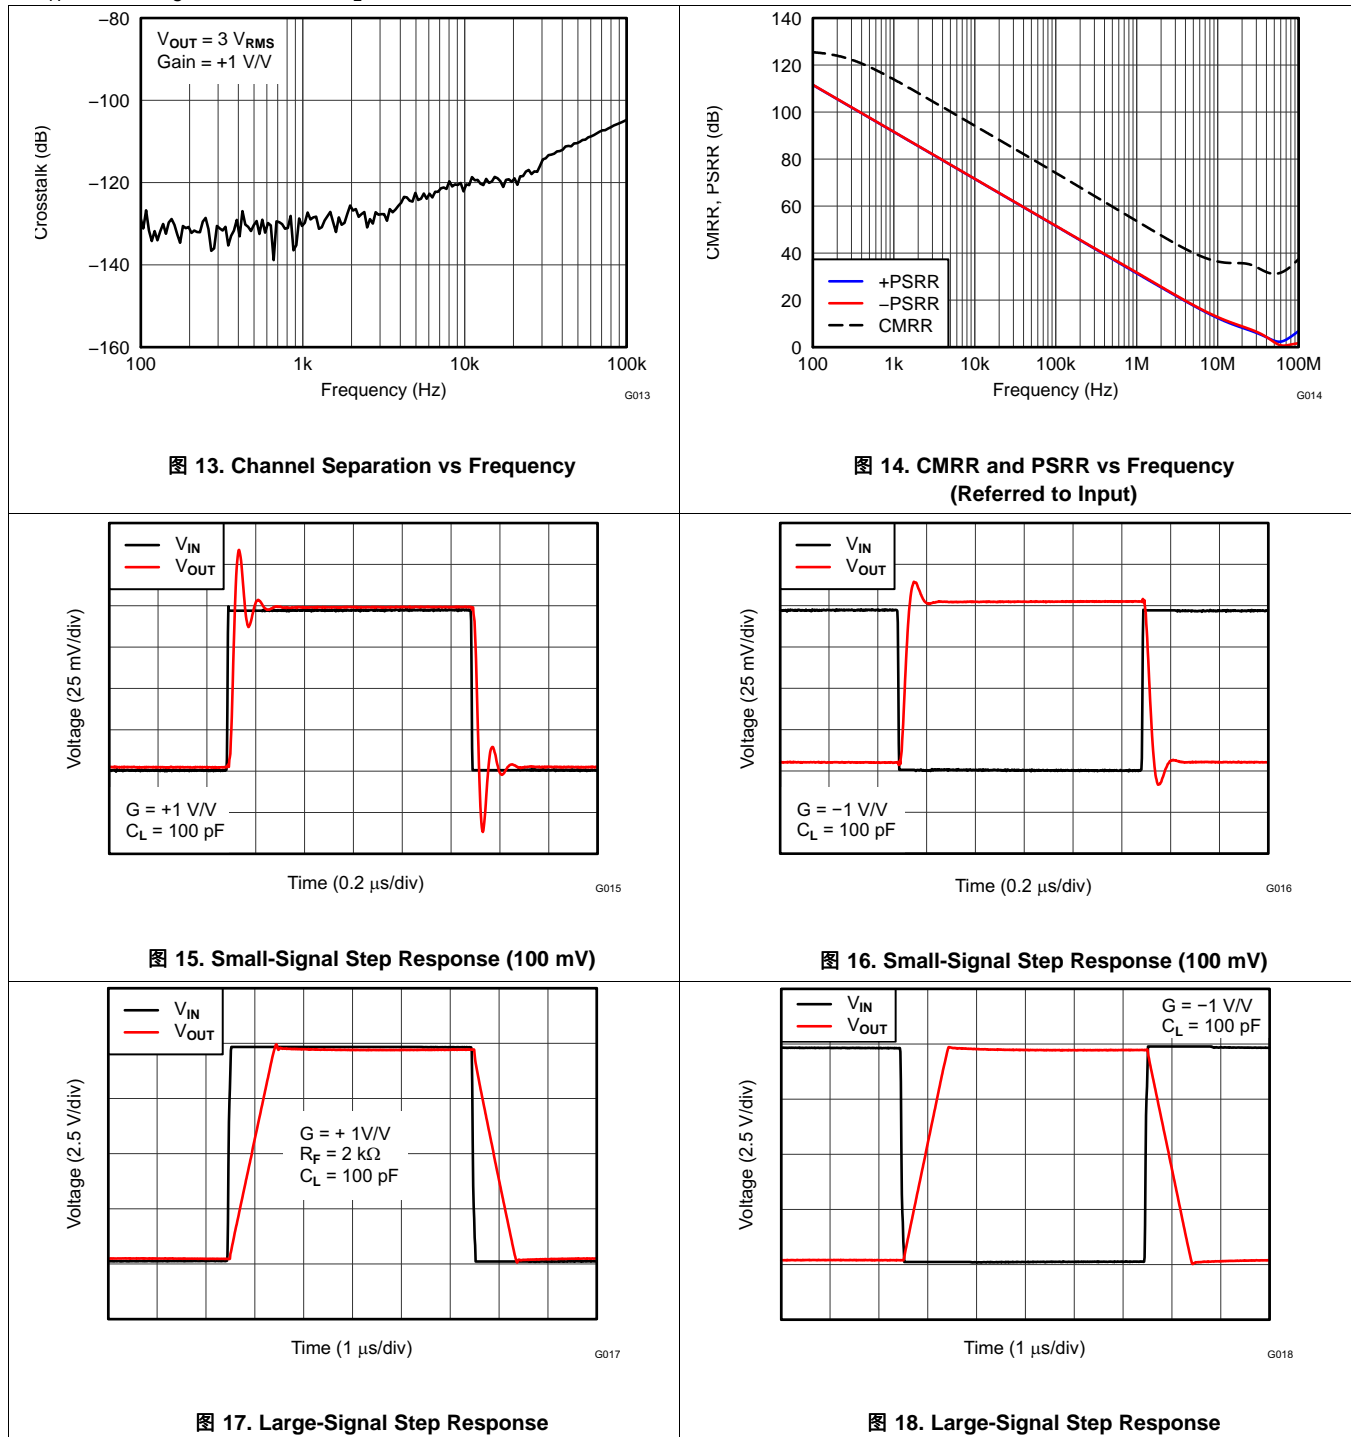 −80
−100
−120
−140
−160
100
1k
10k
100k
Crosstalk (dB)
V_OUT = 3 V_RMS
Gain = +1 V/V
Frequency (Hz)
G013
图 13. Channel Separation vs Frequency
140
120
100
80
60
40
20
0
100
1k
10k
100k
1M
10M
100M
CMRR, PSRR (dB)
+PSRR
−PSRR
CMRR
Frequency (Hz)
G014
图 14. CMRR and PSRR vs Frequency
(Referred to Input)
V_IN
V_OUT
Voltage (25 mV/div)
G = +1 V/V
C_L = 100 pF
Time (0.2 μs/div)
G015
图 15. Small-Signal Step Response (100 mV)
V_IN
V_OUT
Voltage (25 mV/div)
G = −1 V/V
C_L = 100 pF
Time (0.2 μs/div)
G016
图 16. Small-Signal Step Response (100 mV)
V_IN
V_OUT
Voltage (2.5 V/div)
G = + 1V/V
R_F = 2 kΩ
C_L = 100 pF
Time (1 μs/div)
G017
图 17. Large-Signal Step Response
V_IN
V_OUT
G = −1 V/V
C_L = 100 pF
Voltage (2.5 V/div)
Time (1 μs/div)
G018
图 18. Large-Signal Step Response